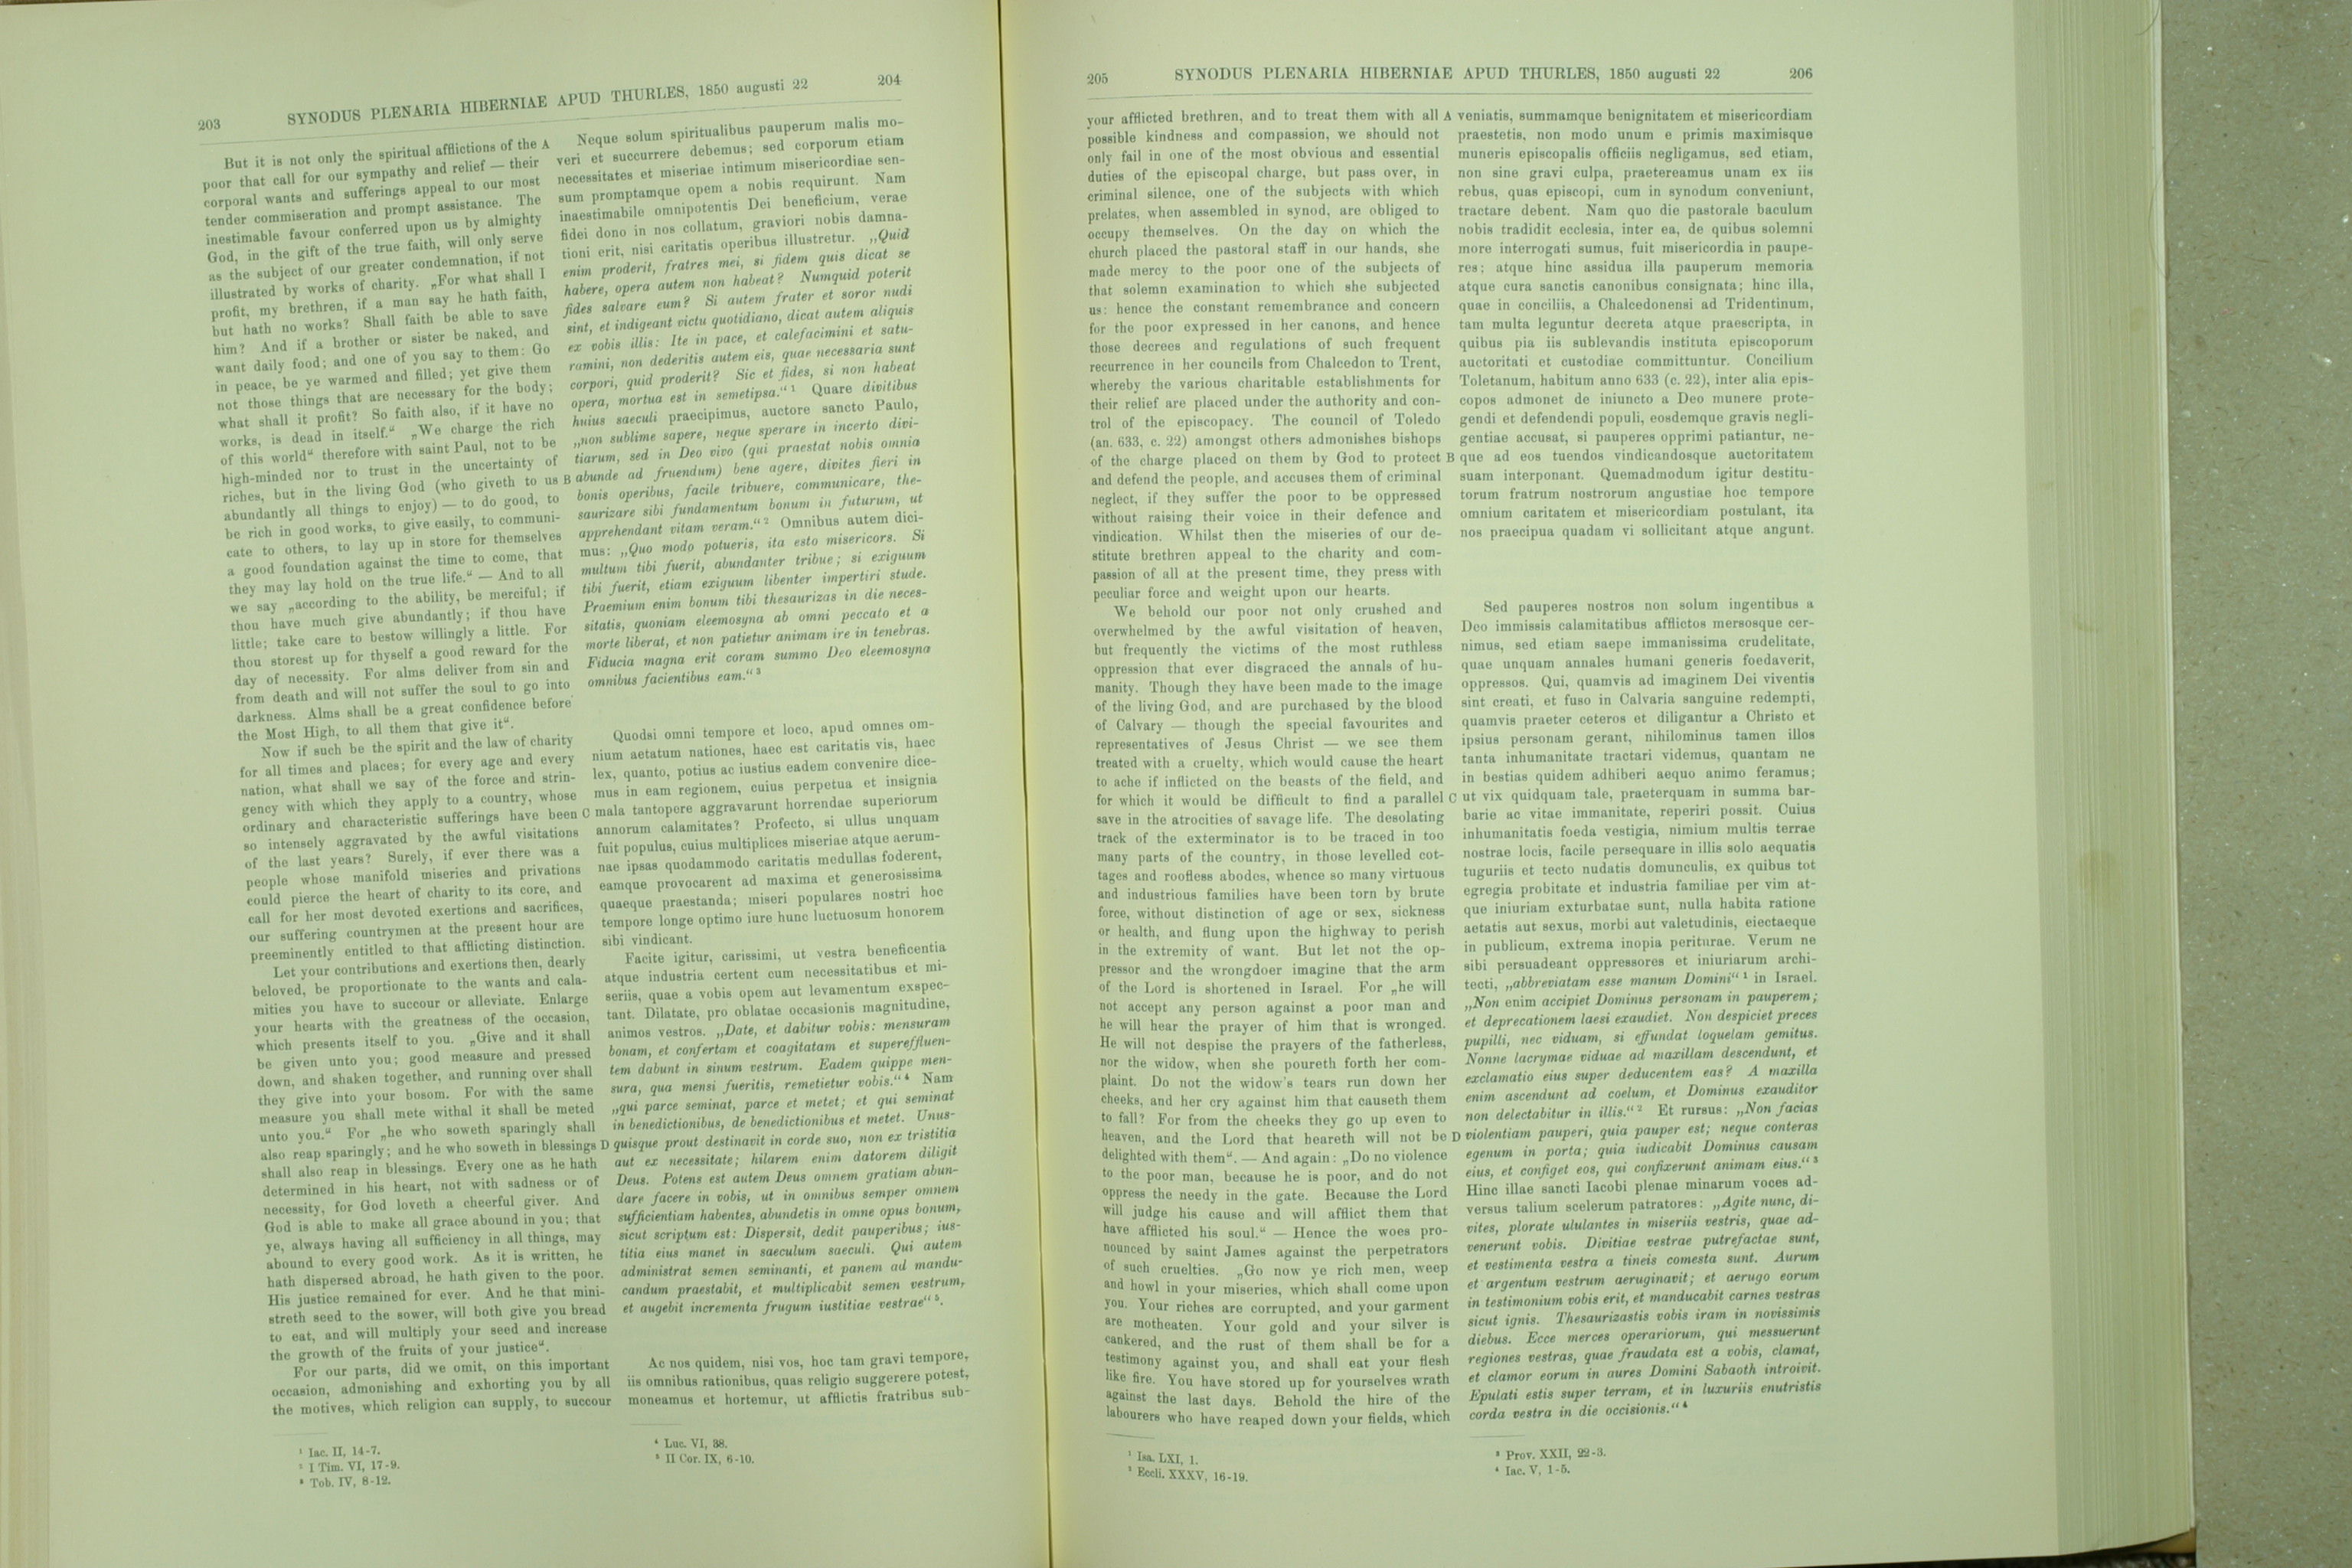 203
SYNODUS PLENARIA HIBERNIAE APUD THURLES, 1850 augusti 22
204
But it is not only the spiritual afflictions of the
poor that call for our sympathy and relief — their
corporal wants and sufferings appeal to our most
tender commiseration and prompt assistance. The
inestimable favour conferred upon us by almighty
God, in the gift of the true faith, will only serve
as the subject of our greater condemnation, if not
illustrated by works of charity. „For what shall I
profit, my brethren, if a man say he hath faith,
but hath no works? Shall faith be able to save
him? And if a brother or sister be naked, and
want daily food; and one of you say to them: Go
in peace, be ye warmed and filled; yet give them
not those things that are necessary for the body;
what shall it profit? So faith also, if it have no
works, is dead in itself.“ „We charge the rich
of this world“ therefore with saint Paul, not to be
high-minded nor to trust in the uncertainty of
riches, but in the living God (who giveth to us
abundantly all things to enjoy) — to do good, to
be rich in good works, to give easily, to communi-
cate to others, to lay up in store for themselves
a good foundation against the time to come, that
they may lay hold on the true life.“ — And to all
we say „according to the ability, be merciful; if
thou have much give abundantly; if thou have
little; take care to bestow willingly a little. For
thou storest up for thyself a good reward for the
day of necessity. For alms deliver from sin and
from death and will not suffer the soul to go into
darkness. Alms shall be a great confidence before
the Most High, to all them that give it“.
Now if such be the spirit and the law of charity
for all times and places; for every age and every
nation, what shall we say of the force and strin-
gency with which they apply to a country, whose
ordinary and characteristic sufferings have been
so intensely aggravated by the awful visitations
of the last years? Surely, if ever there was a
people whose manifold miseries and privations
could pierce the heart of charity to its core, and
call for her most devoted exertions and sacrifices,
our suffering countrymen at the present hour are
preeminently entitled to that afflicting distinction.
Let your contributions and exertions then, dearly
beloved, be proportionate to the wants and cala-
mities you have to succour or alleviate. Enlarge
your hearts with the greatness of the occasion,
which presents itself to you. „Give and it shall
be given unto you; good measure and pressed
down, and shaken together, and running over shall
they give into your bosom. For with the same
measure you shall mete withal it shall be meted
unto you.“ For „he who soweth sparingly shall
also reap sparingly; and he who soweth in blessings
shall also reap in blessings. Every one as he hath
determined in his heart, not with sadness or of
necessity, for God loveth a cheerful giver. And
God is able to make all grace abound in you; that
ye, always having all sufficiency in all things, may
abound to every good work. As it is written, he
hath dispersed abroad, he hath given to the poor.
His justice remained for ever. And he that mini-
streth seed to the sower, will both give you bread
to eat, and will multiply your seed and increase
the growth of the fruits of your justice“.
For our parts, did we omit, on this important
occasion, admonishing and exhorting you by all
the motives, which religion can supply, to succour
A
B
C
D
Neque solum spiritualibus pauperum malis mo-
veri et succurrere debemus; sed corporum etiam
necessitates et miseriae intimum misericordiae sen-
sum promptamque opem a nobis requirunt. Nam
inaestimabile omnipotentis Dei beneficium, verae
fidei dono in nos collatum, graviori nobis damna-
tioni erit, nisi caritatis operibus illustretur. „Quid
enim proderit, fratres mei, si fidem quis dicat se
habere, opera autem non habeat? Numquid poterit
fides salvare eum? Si autem frater et soror nudi
sint, et indigeant victu quotidiano, dicat autem aliquis
ex vobis illis: Ite in pace, et calefacimini et satu-
ramini, non dederitis autem eis, quae necessaria sunt
corpori, quid proderit? Sic et fides, si non habeat
opera, mortua est in semetipsa.“ ¹ Quare divitibus
huius saeculi praecipimus, auctore sancto Paulo,
„non sublime sapere, neque sperare in incerto divi-
tiarum, sed in Deo vivo (qui praestat nobis omnia
abunde ad fruendum) bene agere, divites fieri in
bonis operibus, facile tribuere, communicare, the-
saurizare sibi fundamentum bonum in futurum, ut
apprehendant vitam veram.“ ² Omnibus autem dici-
mus: „Quo modo potueris, ita esto misericors. Si
multum tibi fuerit, abundanter tribue; si exiguum
tibi fuerit, etiam exiguum libenter impertiri stude.
Praemium enim bonum tibi thesaurizas in die neces-
sitatis, quoniam eleemosyna ab omni peccato et a
morte liberat, et non patietur animam ire in tenebras.
Fiducia magna erit coram summo Deo eleemosyna
omnibus facientibus eam.“ ³
Quodsi omni tempore et loco, apud omnes om-
nium aetatum nationes, haec est caritatis vis, haec
lex, quanto, potius ac iustius eadem convenire dice-
mus in eam regionem, cuius perpetua et insignia
mala tantopere aggravarunt horrendae superiorum
annorum calamitates? Profecto, si ullus unquam
fuit populus, cuius multiplices miseriae atque aerum-
nae ipsas quodammodo caritatis medullas foderent,
eamque provocarent ad maxima et generosissima
quaeque praestanda; miseri populares nostri hoc
tempore longe optimo iure hunc luctuosum honorem
sibi vindicant.
Facite igitur, carissimi, ut vestra beneficentia
atque industria certent cum necessitatibus et mi-
seriis, quae a vobis opem aut levamentum exspec-
tant. Dilatate, pro oblatae occasionis magnitudine,
animos vestros. „Date, et dabitur vobis: mensuram
bonam, et confertam et coagitatam et supereffluen-
tem dabunt in sinum vestrum. Eadem quippe men-
sura, qua mensi fueritis, remetietur vobis.“ ⁴ Nam
„qui parce seminat, parce et metet; et qui seminat
in benedictionibus, de benedictionibus et metet. Unus-
quisque prout destinavit in corde suo, non ex tristitia
aut ex necessitate; hilarem enim datorem diligit
Deus. Potens est autem Deus omnem gratiam abun-
dare facere in vobis, ut in omnibus semper omnem
sufficientiam habentes, abundetis in omne opus bonum,
sicut scriptum est: Dispersit, dedit pauperibus; ius-
titia eius manet in saeculum saeculi. Qui autem
administrat semen seminanti, et panem ad mandu-
candum praestabit, et multiplicabit semen vestrum,
et augebit incrementa frugum iustitiae vestrae“ ⁵.
Ac nos quidem, nisi vos, hoc tam gravi tempore,
iis omnibus rationibus, quas religio suggerere potest,
moneamus et hortemur, ut afflictis fratribus sub-
¹ Iac. II, 14-7.
² I Tim. VI, 17-9.
³ Tob. IV, 8-12.
⁴ Luc. VI, 38.
⁵ II Cor. IX, 6-10.
205
SYNODUS PLENARIA HIBERNIAE APUD THURLES, 1850 augusti 22
206
your afflicted brethren, and to treat them with all
possible kindness and compassion, we should not
only fail in one of the most obvious and essential
duties of the episcopal charge, but pass over, in
criminal silence, one of the subjects with which
prelates, when assembled in synod, are obliged to
occupy themselves. On the day on which the
church placed the pastoral staff in our hands, she
made mercy to the poor one of the subjects of
that solemn examination to which she subjected
us: hence the constant remembrance and concern
for the poor expressed in her canons, and hence
those decrees and regulations of such frequent
recurrence in her councils from Chalcedon to Trent,
whereby the various charitable establishments for
their relief are placed under the authority and con-
trol of the episcopacy. The council of Toledo
(an. 633, c. 22) amongst others admonishes bishops
of the charge placed on them by God to protect
and defend the people, and accuses them of criminal
neglect, if they suffer the poor to be oppressed
without raising their voice in their defence and
vindication. Whilst then the miseries of our de-
stitute brethren appeal to the charity and com-
passion of all at the present time, they press with
peculiar force and weight upon our hearts.
We behold our poor not only crushed and
overwhelmed by the awful visitation of heaven,
but frequently the victims of the most ruthless
oppression that ever disgraced the annals of hu-
manity. Though they have been made to the image
of the living God, and are purchased by the blood
of Calvary — though the special favourites and
representatives of Jesus Christ — we see them
treated with a cruelty, which would cause the heart
to ache if inflicted on the beasts of the field, and
for which it would be difficult to find a parallel
save in the atrocities of savage life. The desolating
track of the exterminator is to be traced in too
many parts of the country, in those levelled cot-
tages and roofless abodes, whence so many virtuous
and industrious families have been torn by brute
force, without distinction of age or sex, sickness
or health, and flung upon the highway to perish
in the extremity of want. But let not the op-
pressor and the wrongdoer imagine that the arm
of the Lord is shortened in Israel. For „he will
not accept any person against a poor man and
he will hear the prayer of him that is wronged.
He will not despise the prayers of the fatherless,
nor the widow, when she poureth forth her com-
plaint. Do not the widow's tears run down her
cheeks, and her cry against him that causeth them
to fall? For from the cheeks they go up even to
heaven, and the Lord that heareth will not be
delighted with them“. — And again: „Do no violence
to the poor man, because he is poor, and do not
oppress the needy in the gate. Because the Lord
will judge his cause and will afflict them that
have afflicted his soul.“ — Hence the woes pro-
nounced by saint James against the perpetrators
of such cruelties. „Go now ye rich men, weep
and howl in your miseries, which shall come upon
you. Your riches are corrupted, and your garment
are motheaten. Your gold and your silver is
cankered, and the rust of them shall be for a
testimony against you, and shall eat your flesh
like fire. You have stored up for yourselves wrath
against the last days. Behold the hire of the
labourers who have reaped down your fields, which
A
B
C
D
veniatis, summamque benignitatem et misericordiam
praestetis, non modo unum e primis maximisque
muneris episcopalis officiis negligamus, sed etiam,
non sine gravi culpa, praetereamus unam ex iis
rebus, quas episcopi, cum in synodum conveniunt,
tractare debent. Nam quo die pastorale baculum
nobis tradidit ecclesia, inter ea, de quibus solemni
more interrogati sumus, fuit misericordia in paupe-
res; atque hinc assidua illa pauperum memoria
atque cura sanctis canonibus consignata; hinc illa,
quae in conciliis, a Chalcedonensi ad Tridentinum,
tam multa leguntur decreta atque praescripta, in
quibus pia iis sublevandis instituta episcoporum
auctoritati et custodiae committuntur. Concilium
Toletanum, habitum anno 633 (c. 22), inter alia epis-
copos admonet de iniuncto a Deo munere prote-
gendi et defendendi populi, eosdemque gravis negli-
gentiae accusat, si pauperes opprimi patiantur, ne-
que ad eos tuendos vindicandosque auctoritatem
suam interponant. Quemadmodum igitur destitu-
torum fratrum nostrorum angustiae hoc tempore
omnium caritatem et misericordiam postulant, ita
nos praecipua quadam vi sollicitant atque angunt.
Sed pauperes nostros non solum ingentibus a
Deo immissis calamitatibus afflictos mersosque cer-
nimus, sed etiam saepe immanissima crudelitate,
quae unquam annales humani generis foedaverit,
oppressos. Qui, quamvis ad imaginem Dei viventis
sint creati, et fuso in Calvaria sanguine redempti,
quamvis praeter ceteros et diligantur a Christo et
ipsius personam gerant, nihilominus tamen illos
tanta inhumanitate tractari videmus, quantam ne
in bestias quidem adhiberi aequo animo feramus;
ut vix quidquam tale, praeterquam in summa bar-
barie ac vitae immanitate, reperiri possit. Cuius
inhumanitatis foeda vestigia, nimium multis terrae
nostrae locis, facile persequare in illis solo aequatis
tuguriis et tecto nudatis domunculis, ex quibus tot
egregia probitate et industria familiae per vim at-
que iniuriam exturbatae sunt, nulla habita ratione
aetatis aut sexus, morbi aut valetudinis, eiectaeque
in publicum, extrema inopia periturae. Verum ne
sibi persuadeant oppressores et iniuriarum archi-
tecti, „abbreviatam esse manum Domini“ ¹ in Israel.
„Non enim accipiet Dominus personam in pauperem;
et deprecationem laesi exaudiet. Non despiciet preces
pupilli, nec viduam, si effundat loquelam gemitus.
Nonne lacrymae viduae ad maxillam descendunt, et
exclamatio eius super deducentem eas? A maxilla
enim ascendunt ad coelum, et Dominus exauditor
non delectabitur in illis.“ ² Et rursus: „Non facias
violentiam pauperi, quia pauper est; neque conteras
egenum in porta; quia iudicabit Dominus causam
eius, et configet eos, qui confixerunt animam eius.“ ³
Hinc illae sancti Iacobi plenae minarum voces ad-
versus talium scelerum patratores: „Agite nunc, di-
vites, plorate ululantes in miseriis vestris, quae ad-
venerunt vobis. Divitiae vestrae putrefactae sunt,
et vestimenta vestra a tineis comesta sunt. Aurum
et argentum vestrum aeruginavit; et aerugo eorum
in testimonium vobis erit, et manducabit carnes vestras
sicut ignis. Thesaurizastis vobis iram in novissimis
diebus. Ecce merces operariorum, qui messuerunt
regiones vestras, quae fraudata est a vobis, clamat,
et clamor eorum in aures Domini Sabaoth introivit.
Epulati estis super terram, et in luxuriis enutristis
corda vestra in die occisionis.“ ⁴
¹ Isa. LXI, 1.
² Eccli. XXXV, 16-19.
³ Prov. XXII, 22-3.
⁴ Iac. V, 1-5.